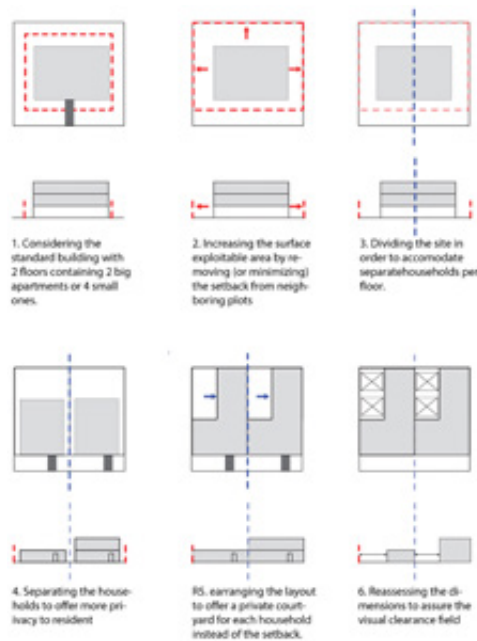 1. Considering the
standard building with
2 floors containing 2 big
apartments or 4 small
ones.
2. Increasing the surface
exploitable area by re-
moving (or minimizing)
the setback from neigh-
boring plots
3. Dividing the site in
order to accomodate
separatehouseholds per
floor.
4. Separating the house-
holds to offer more pri-
vacy to resident
RS. earranging the layout
to offer a private court-
yard for each household
instead of the setback.
6. Reassessing the di-
mensions to assure the
visual clearance field